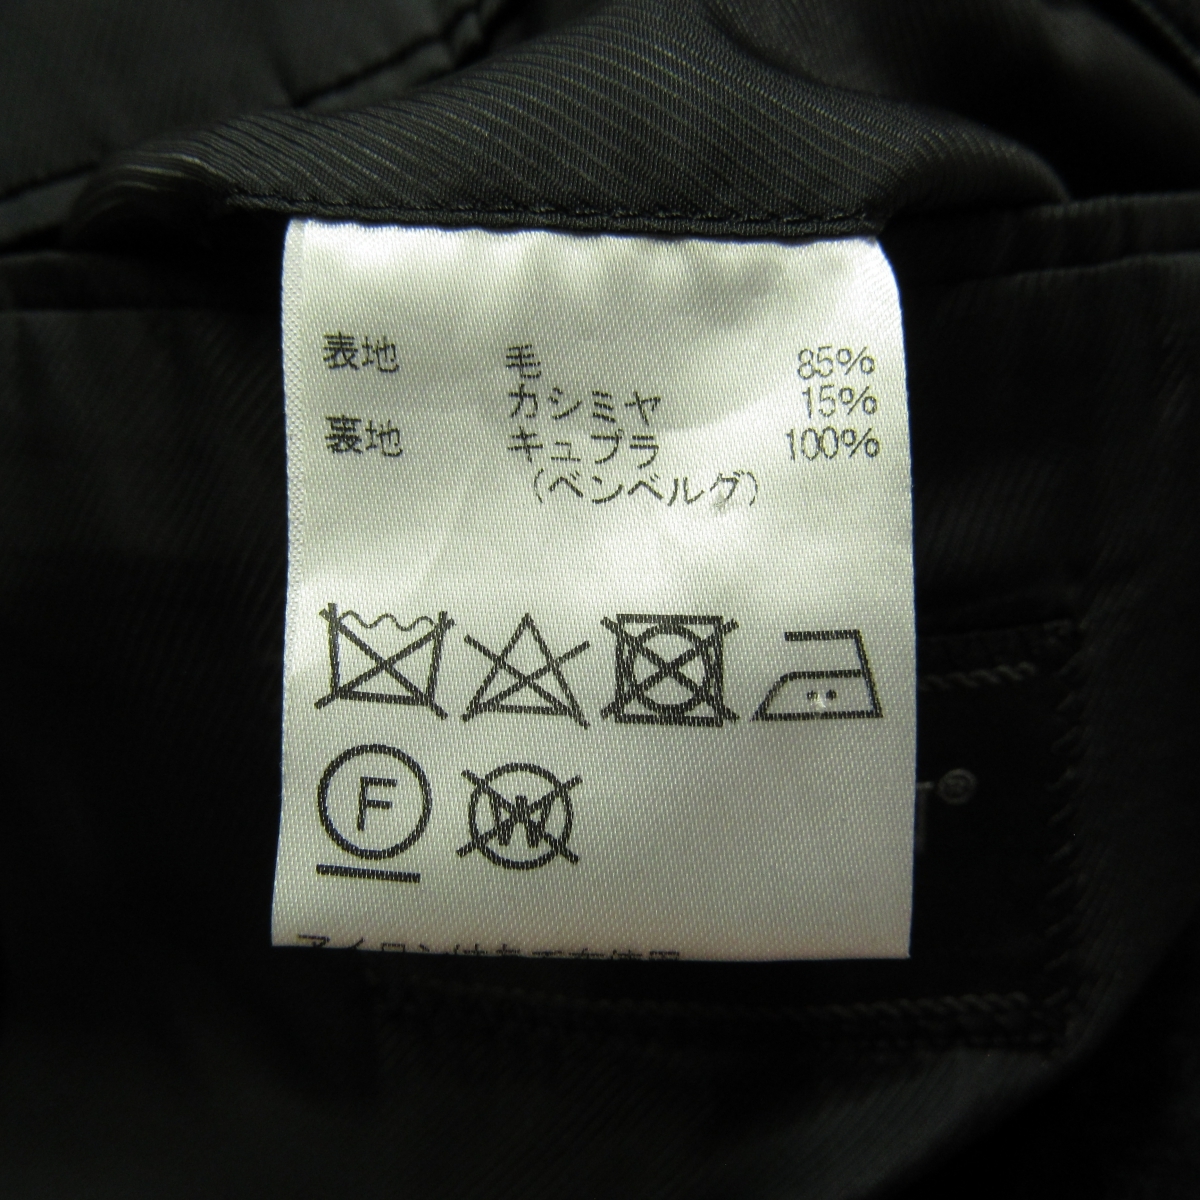 表地 毛 85%
カシミヤ 15%
裏地 キュプラ 100%
(ベンベルグ)
F
W
T®